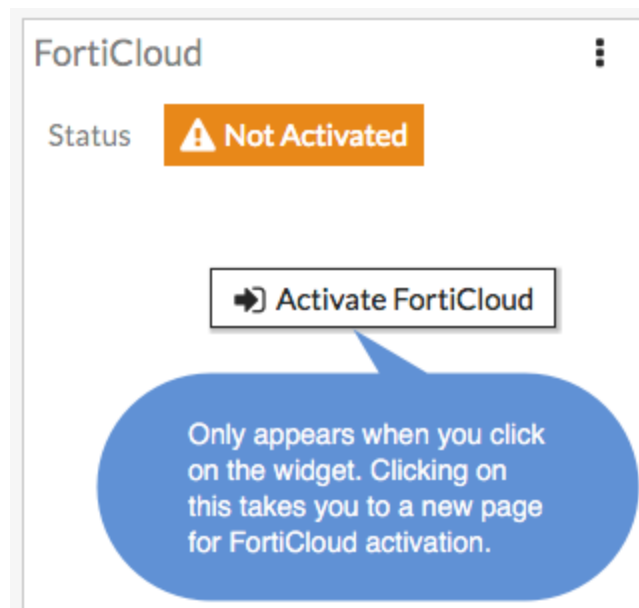 FortiCloud
Status Not Activated
Activate FortiCloud
Only appears when you click
on the widget. Clicking on
this takes you to a new page
for FortiCloud activation.